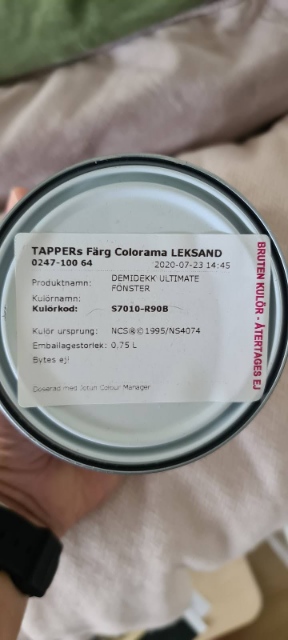 TAPPERs Färg Colorama LEKSAND
0247-100 64
2020-07-23 14:45
Produktnamn: DEMIDEKK ULTIMATE
FÖNSTER
Kulörnamn:
Kulörkod: S7010-R90B
Kulör ursprung: NCS®©1995/NS4074
Emballagestorlek: 0,75 L
Bytes ej!
Doserad med Jotun Colour Manager
BRUTEN KULÖR - ÅTERTAGES EJ